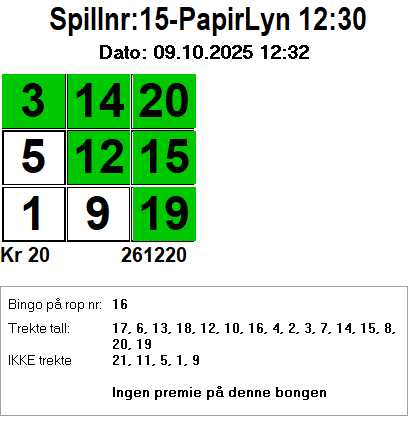 Spillnr:15-PapirLyn 12:30
Dato: 09.10.2025 12:32
3 14 20
5 12 15
1 9 19
Kr 20 261220
Bingo på rop nr: 16
Trekte tall: 17, 6, 13, 18, 12, 10, 16, 4, 2, 3, 7, 14, 15, 8,
20, 19
IKKE trekte 21, 11, 5, 1, 9
Ingen premie på denne bongen